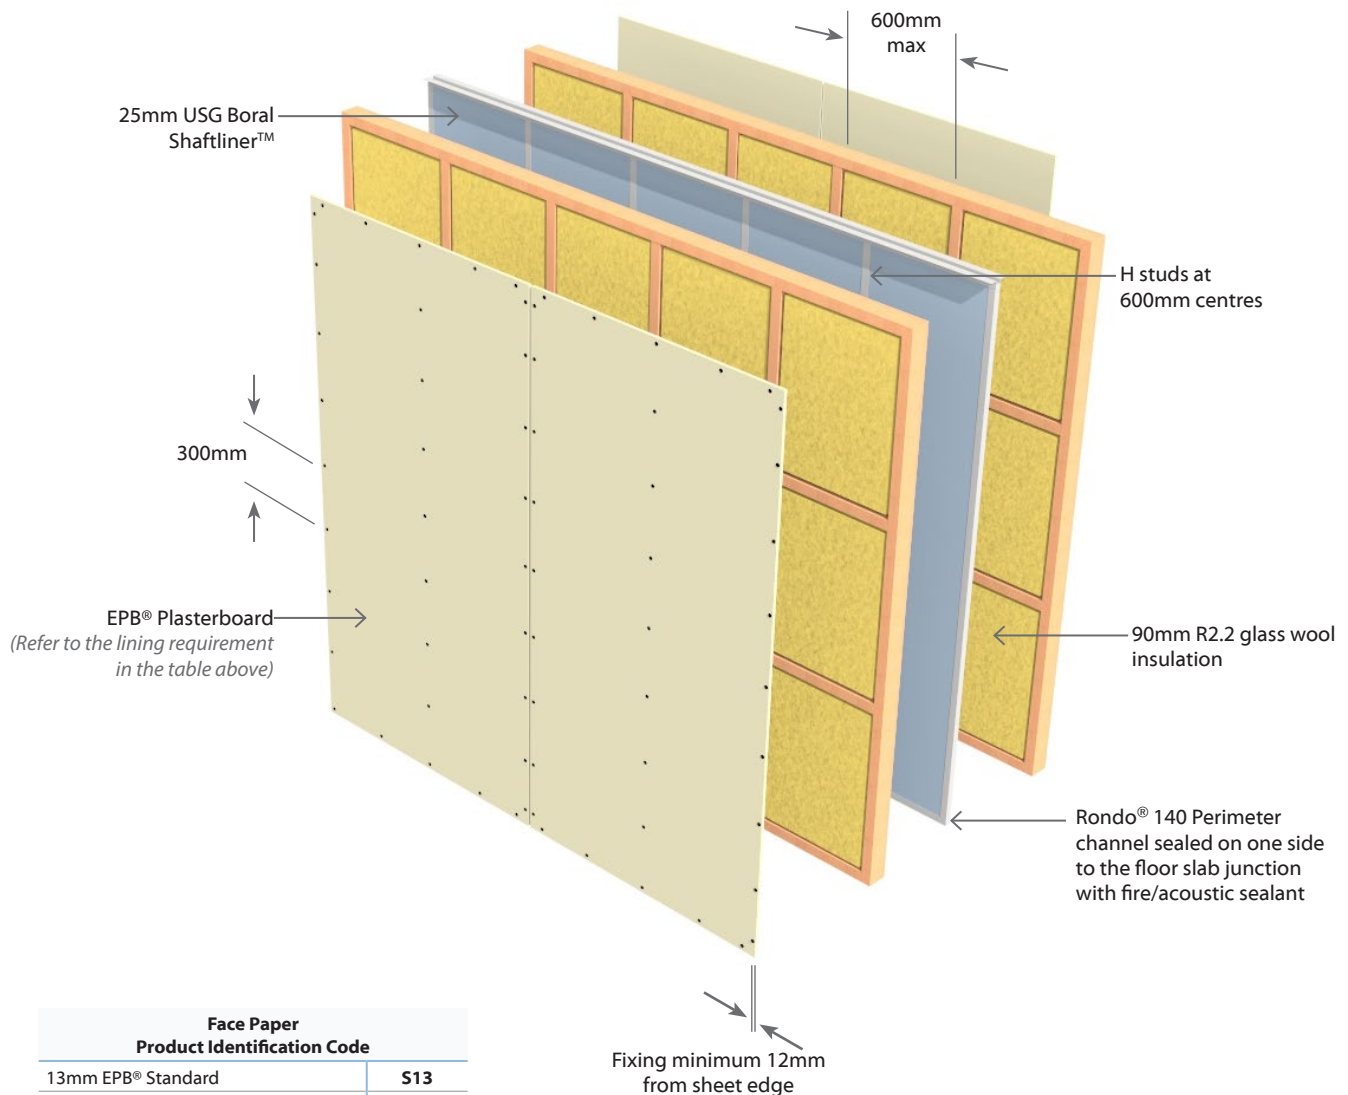 600mm
max
25mm USG Boral
Shaftliner™
H studs at
600mm centres
300mm
EPB® Plasterboard
(Refer to the lining requirement
in the table above)
90mm R2.2 glass wool
insulation
Rondo® 140 Perimeter
channel sealed on one side
to the floor slab junction
with fire/acoustic sealant
Face Paper
Product Identification Code
13mm EPB® Standard S13
Fixing minimum 12mm
from sheet edge